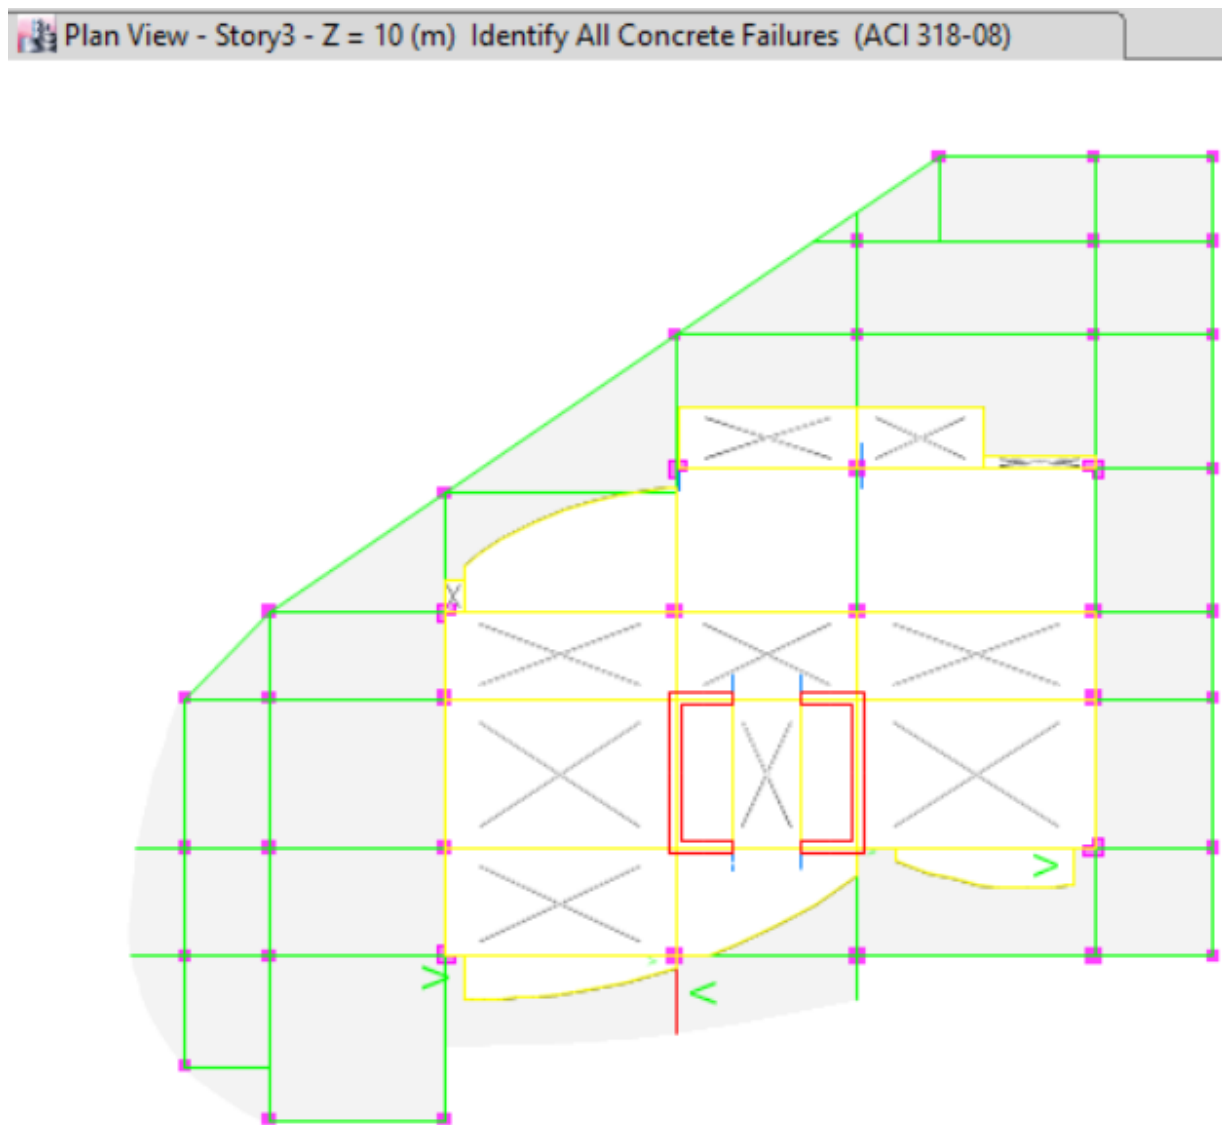 Plan View - Story3 - Z = 10 (m)  Identify All Concrete Failures  (ACI 318-08)